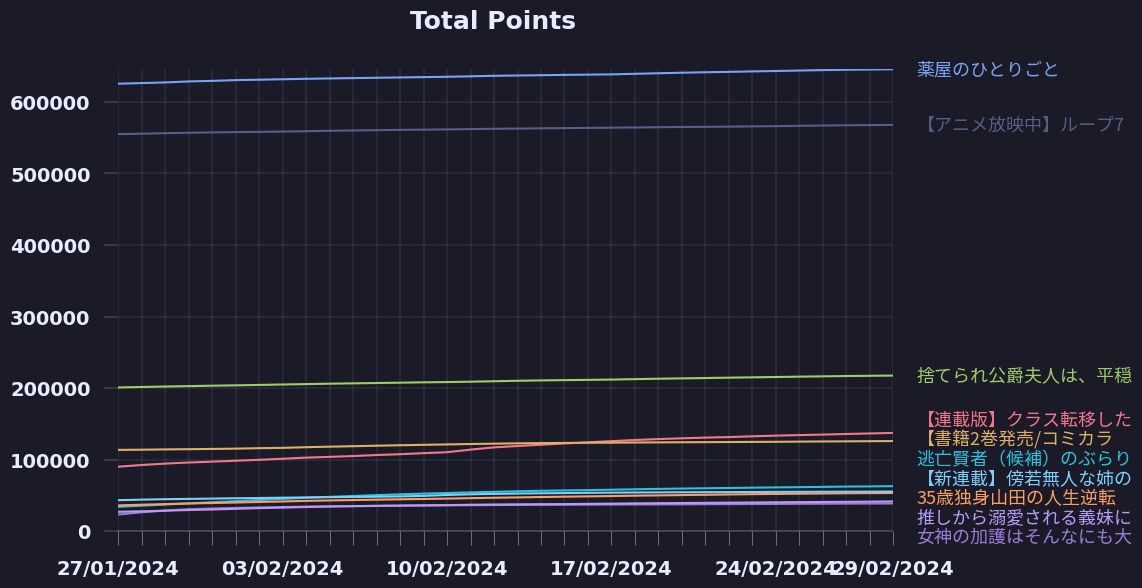 Total Points
600000
500000
400000
300000
200000
100000
0
27/01/2024
03/02/2024
10/02/2024
17/02/2024
24/02/2024
29/02/2024
薬屋のひとりごと
【アニメ放映中】ループ7
捨てられ公爵夫人は、平穏
【連載版】クラス転移した
【書籍2巻発売/コミカラ
逃亡賢者（候補）のぶらり
【新連載】傍若無人な姉の
35歳独身山田の人生逆転
推しから溺愛される義妹に
女神の加護はそんなにも大